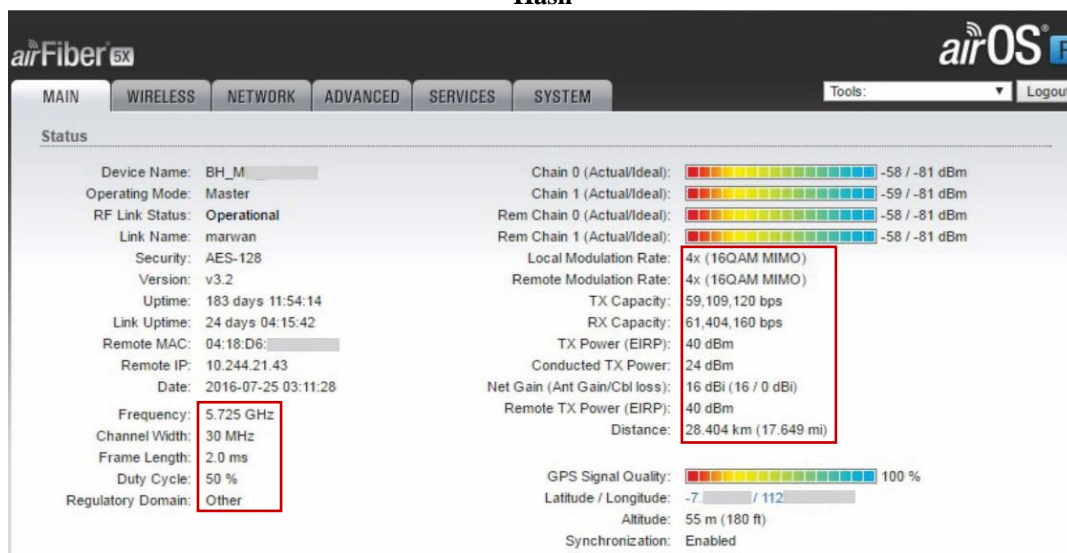 Hash
airFiber 5X
airOS
MAIN WIRELESS NETWORK ADVANCED SERVICES SYSTEM Tools: Logout
Status
Device Name: BH_M
Operating Mode: Master
RF Link Status: Operational
Link Name: marwan
Security: AES-128
Version: v3.2
Uptime: 183 days 11:54:14
Link Uptime: 24 days 04:15:42
Remote MAC: 04:18:D6:
Remote IP: 10.244.21.43
Date: 2016-07-25 03:11:28
Frequency: 5.725 GHz
Channel Width: 30 MHz
Frame Length: 2.0 ms
Duty Cycle: 50 %
Regulatory Domain: Other
Chain 0 (Actual/Ideal): -58 / -81 dBm
Chain 1 (Actual/Ideal): -59 / -81 dBm
Rem Chain 0 (Actual/Ideal): -58 / -81 dBm
Rem Chain 1 (Actual/Ideal): -58 / -81 dBm
Local Modulation Rate: 4x (16QAM MIMO)
Remote Modulation Rate: 4x (16QAM MIMO)
TX Capacity: 59,109,120 bps
RX Capacity: 61,404,160 bps
TX Power (EIRP): 40 dBm
Conducted TX Power: 24 dBm
Net Gain (Ant Gain/Cbl loss): 16 dBi (16 / 0 dBi)
Remote TX Power (EIRP): 40 dBm
Distance: 28.404 km (17.649 mi)
GPS Signal Quality: 100 %
Latitude / Longitude: -7. / 112
Altitude: 55 m (180 ft)
Synchronization: Enabled